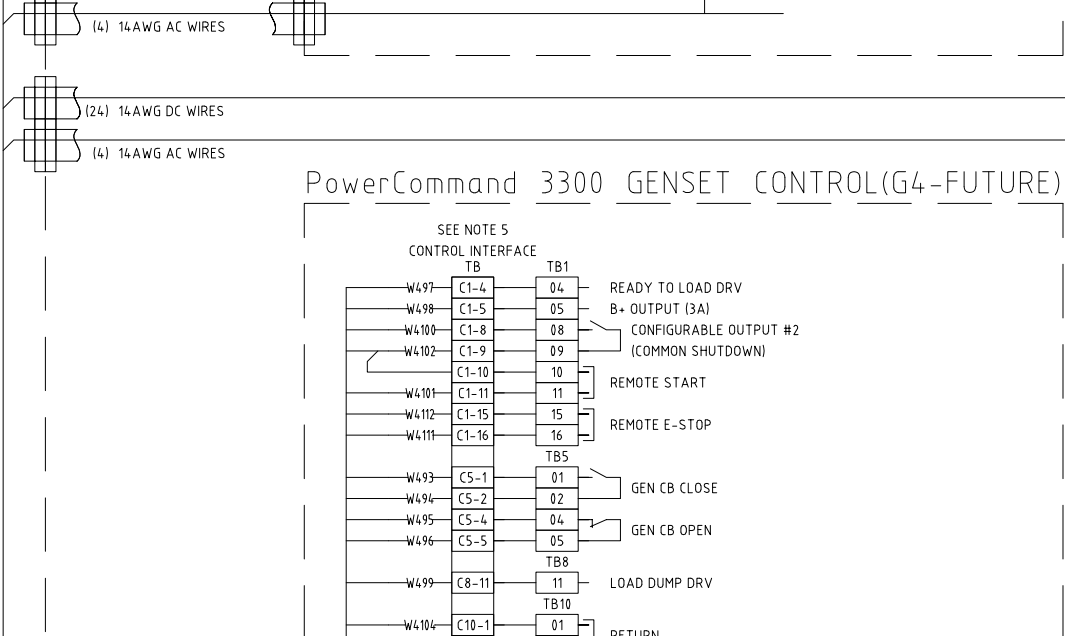 (4) 14AWG AC WIRES
(24) 14AWG DC WIRES
(4) 14AWG AC WIRES
PowerCommand 3300 GENSET CONTROL(G4-FUTURE)
SEE NOTE 5
CONTROL INTERFACE
TB TB1
W497 C1-4 04 READY TO LOAD DRV
W498 C1-5 05 B+ OUTPUT (3A)
W4100 C1-8 08 CONFIGURABLE OUTPUT #2
W4102 C1-9 09 (COMMON SHUTDOWN)
C1-10 10
REMOTE START
W4101 C1-11 11
W4112 C1-15 15
REMOTE E-STOP
W4111 C1-16 16
TB5
W493 C5-1 01
GEN CB CLOSE
W494 C5-2 02
W495 C5-4 04
GEN CB OPEN
W496 C5-5 05
TB8
W499 C8-11 11 LOAD DUMP DRV
TB10
W4104 C10-1 01
RETURN